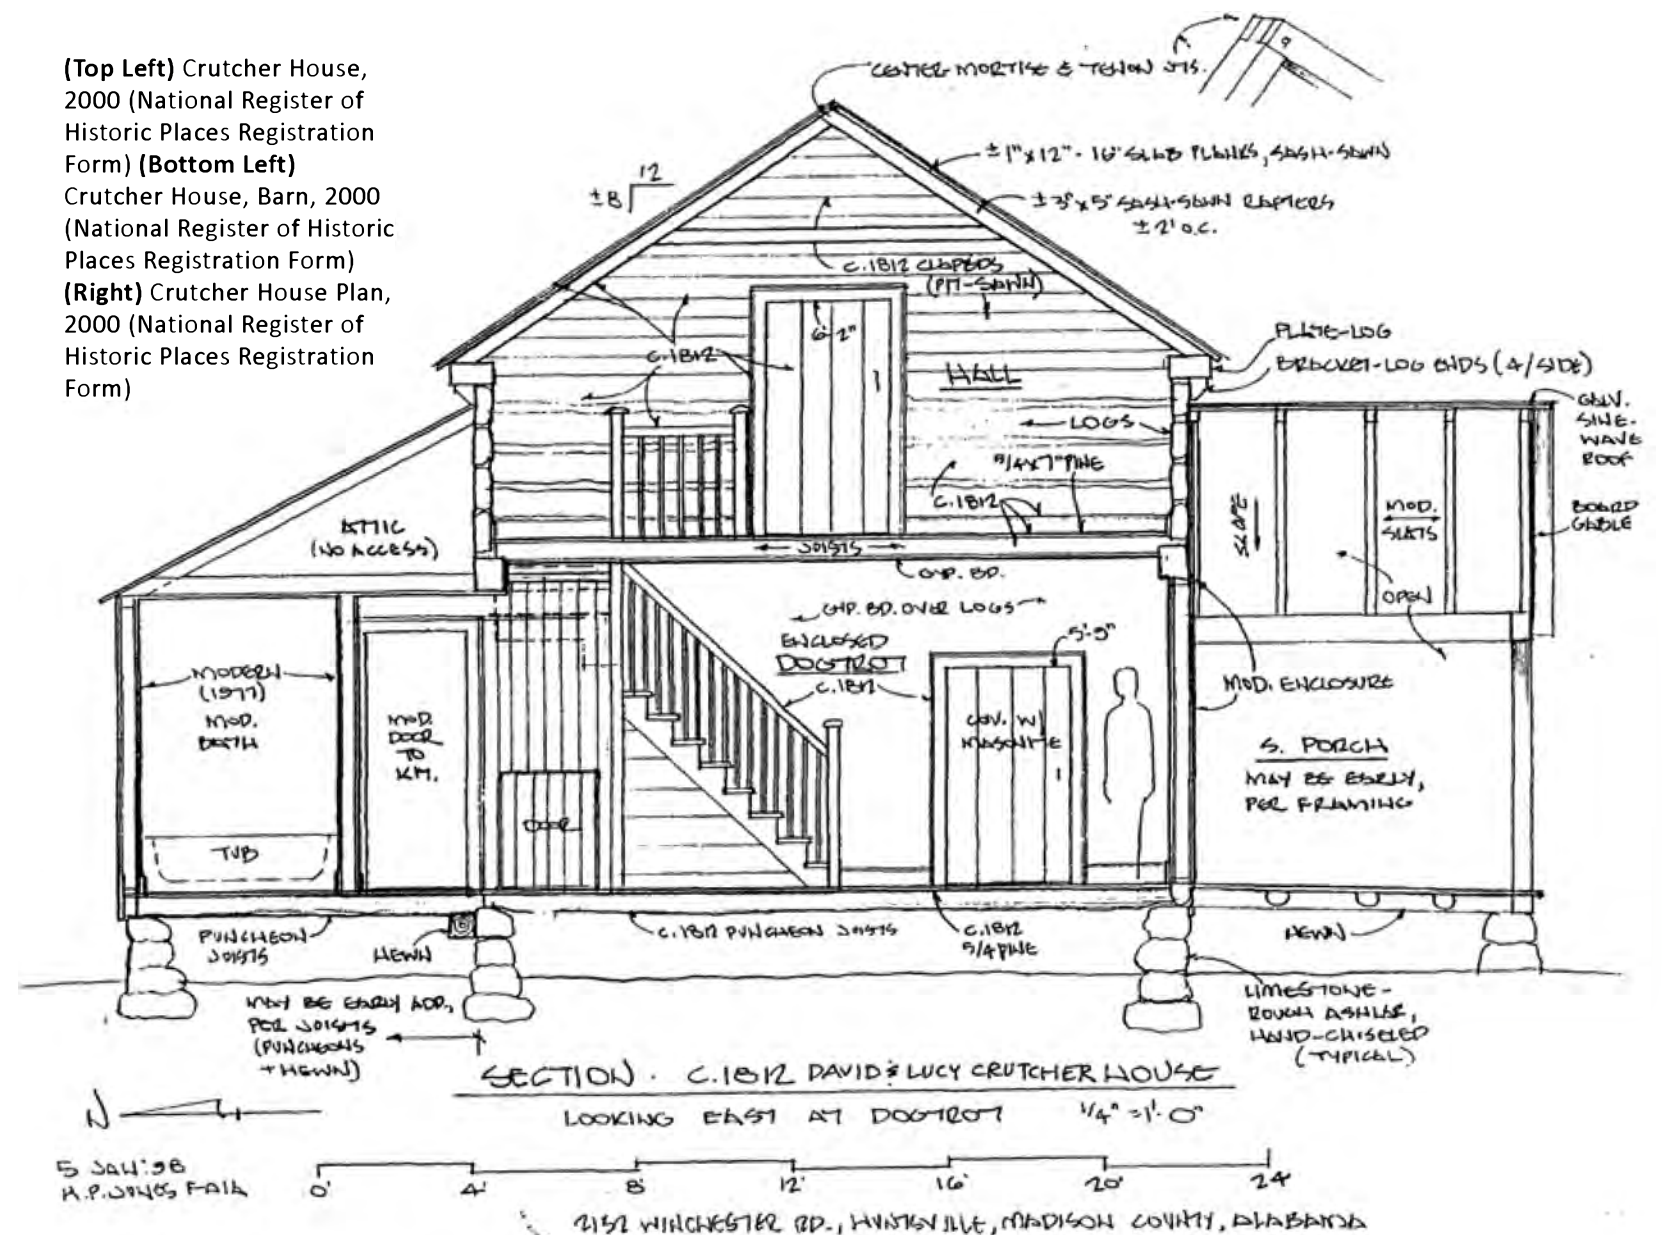 (Top Left) Crutcher House,
2000 (National Register of
Historic Places Registration
Form) (Bottom Left)
Crutcher House, Barn, 2000
(National Register of Historic
Places Registration Form)
(Right) Crutcher House Plan,
2000 (National Register of
Historic Places Registration
Form)
CENTER MORTISE & TENON JTS.
±1"x12"-16" SLAB PLANKS, SASH-SAWN
±3"x5" SASH-SAWN RAFTERS
±2' O.C.
12
±8
C.1812 CLAPBDS
(PIT-SAWN)
6'-2"
C.1812
HALL
PLATE-LOG
BRACKET-LOG ENDS (4/SIDE)
GALV.
SINE-
WAVE
ROOF
LOGS
5/4x7" PINE
C.1812
SLOPE
MOD.
SLATS
BOARD
GABLE
ATTIC
(NO ACCESS)
JOISTS
GYP. BD.
OPEN
GYP. BD. OVER LOGS
ENCLOSED
DOGTROT
C.1812
5'-9"
MODERN
(1977)
MOD.
BATH
MOD.
DOOR
TO
KIT.
COV. W/
MASONITE
MOD. ENCLOSURE
S. PORCH
MAY BE EARLY,
PER FRAMING
DOOR
TUB
PUNCHEON
JOISTS
HEWN
C.1812 PUNCHEON JOISTS
C.1812
5/4 PINE
HEWN
MAY BE EARLY ADD.,
PER JOISTS
(PUNCHEONS
+ HEWN)
LIMESTONE-
ROUGH ASHLAR,
HAND-CHISELED
(TYPICAL)
SECTION · C.1812 DAVID & LUCY CRUTCHER HOUSE
LOOKING EAST AT DOGTROT 1/4" = 1'-0"
N
5 JAN '98
H.P. JONES FAIA
0' 4' 8' 12' 16' 20' 24'
2132 WINCHESTER RD., HUNTSVILLE, MADISON COUNTY, ALABAMA